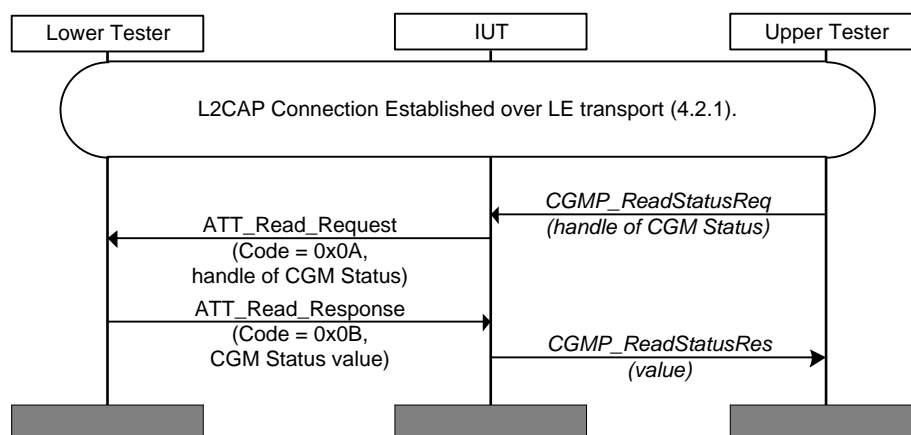 Lower Tester
IUT
Upper Tester
L2CAP Connection Established over LE transport (4.2.1).
CGMP_ReadStatusReq
(handle of CGM Status)
ATT_Read_Request
(Code = 0x0A,
handle of CGM Status)
ATT_Read_Response
(Code = 0x0B,
CGM Status value)
CGMP_ReadStatusRes
(value)